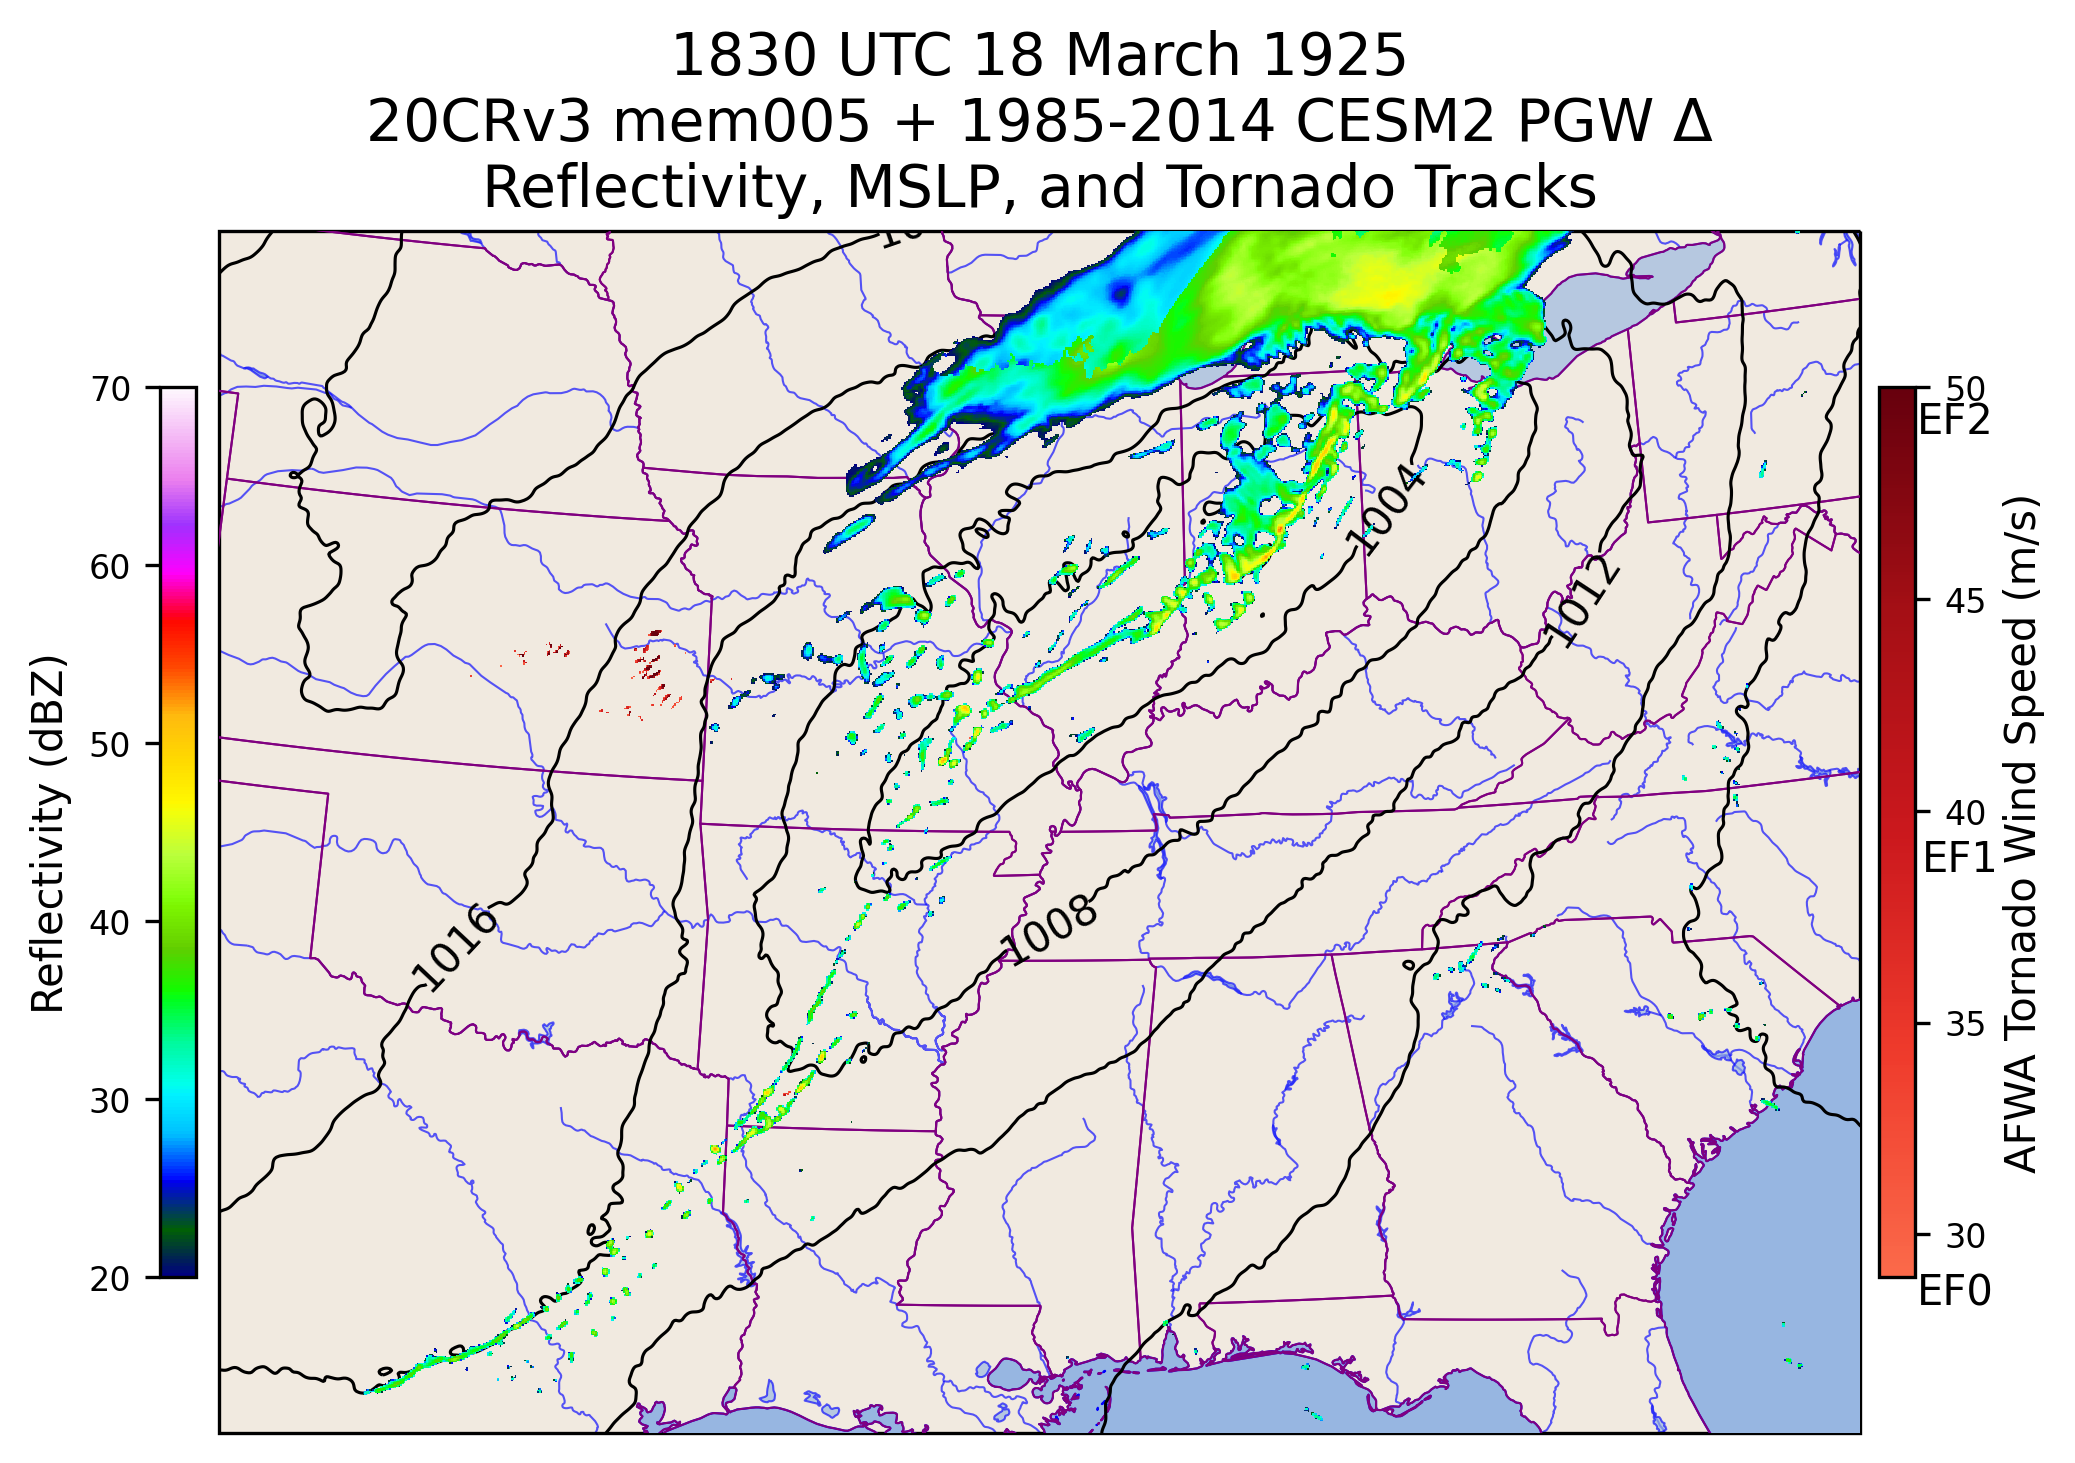 1830 UTC 18 March 1925
20CRv3 mem005 + 1985-2014 CESM2 PGW Δ
Reflectivity, MSLP, and Tornado Tracks
70
60
50
40
30
20
Reflectivity (dBZ)
1004
1012
1016
1008
50
EF2
45
40
EF1
35
30
EF0
AFWA Tornado Wind Speed (m/s)